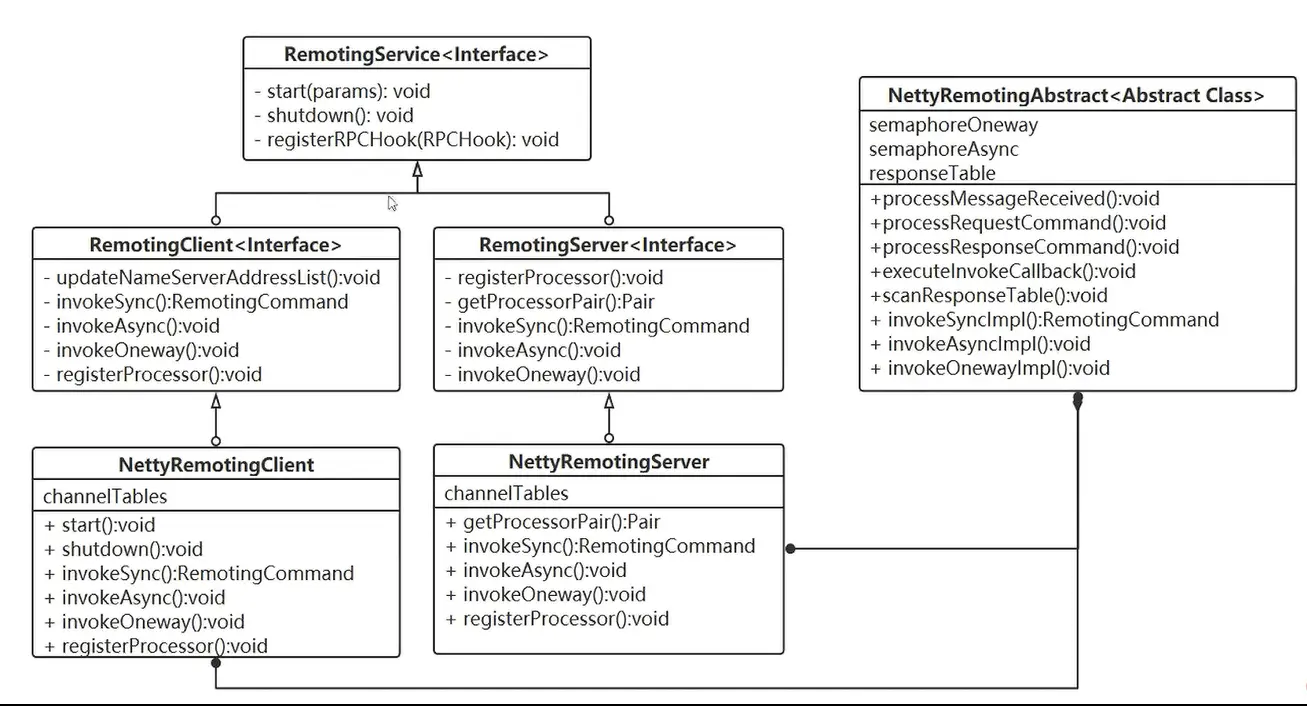 RemotingService<Interface>
- start(params): void
- shutdown(): void
- registerRPCHook(RPCHook): void
NettyRemotingAbstract<Abstract Class>
semaphoreOneway
semaphoreAsync
responseTable
+processMessageReceived():void
+processRequestCommand():void
+processResponseCommand():void
+executeInvokeCallback():void
+scanResponseTable():void
+ invokeSyncImpl():RemotingCommand
+ invokeAsyncImpl():void
+ invokeOnewayImpl():void
RemotingClient<Interface>
- updateNameServerAddressList():void
- invokeSync():RemotingCommand
- invokeAsync():void
- invokeOneway():void
- registerProcessor():void
RemotingServer<Interface>
- registerProcessor():void
- getProcessorPair():Pair
- invokeSync():RemotingCommand
- invokeAsync():void
- invokeOneway():void
NettyRemotingClient
channelTables
+ start():void
+ shutdown():void
+ invokeSync():RemotingCommand
+ invokeAsync():void
+ invokeOneway():void
+ registerProcessor():void
NettyRemotingServer
channelTables
+ getProcessorPair():Pair
+ invokeSync():RemotingCommand
+ invokeAsync():void
+ invokeOneway():void
+ registerProcessor():void